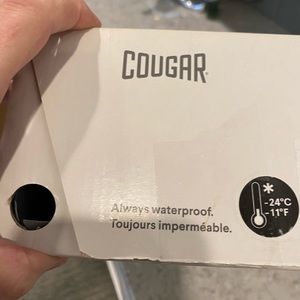 COUGAR
Always waterproof.
Toujours imperméable.
-24°C
-11°F